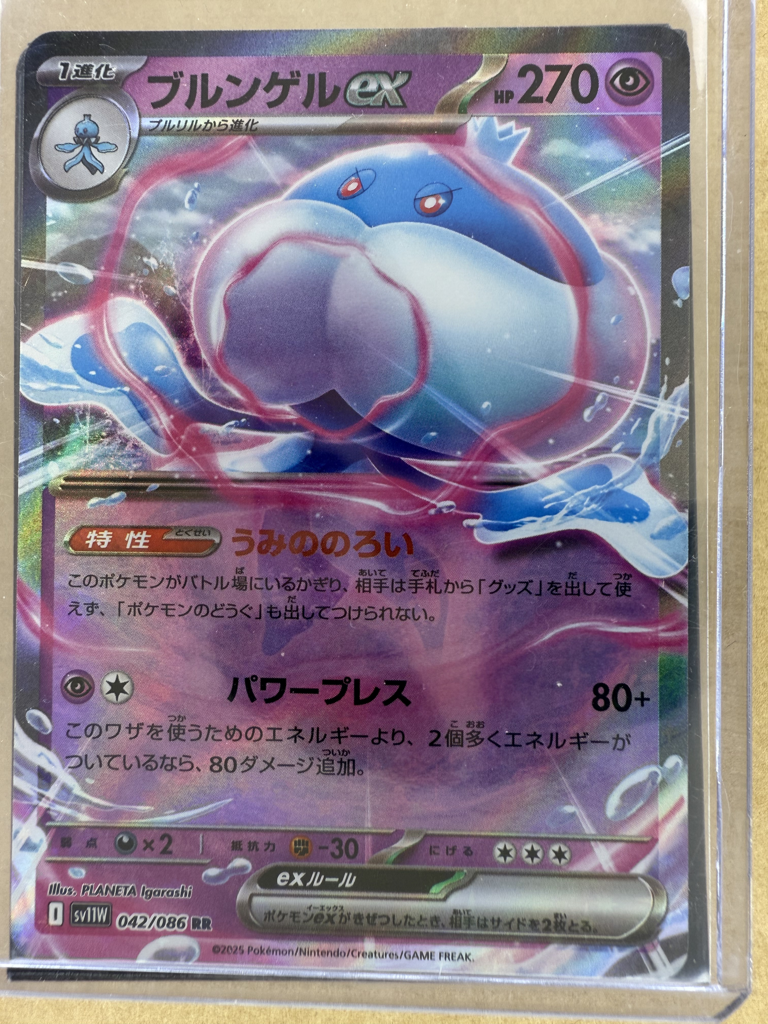 1進化
ブルンゲルex
HP270
ブルリルから進化
特性 とくせい うみののろい
このポケモンがバトル場にいるかぎり、相手は手札から「グッズ」を出して使
えず、「ポケモンのどうぐ」も出してつけられない。
パワープレス 80+
このワザを使うためのエネルギーより、2個多くエネルギーが
ついているなら、80ダメージ追加。
弱点 ×2 抵抗力 -30 にげる
exルール
ポケモンexがきぜつしたとき、相手はサイドを2枚とる。
Illus. PLANETA Igarashi
I sv11W 042/086 RR
©2025 Pokémon/Nintendo/Creatures/GAME FREAK.